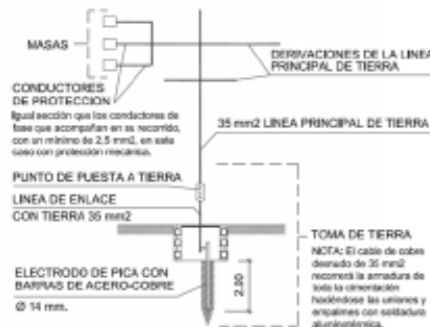 MASAS
DERIVACIONES DE LA LINEA
PRINCIPAL DE TIERRA
CONDUCTORES
DE PROTECCION
Igual sección que los conductores de
fase que acompañan en su recorrido,
con un mínimo de 2,5 mm2, en este
caso con protección mecánica.
35 mm2 LINEA PRINCIPAL DE TIERRA
PUNTO DE PUESTA A TIERRA
LINEA DE ENLACE
CON TIERRA 35 mm2
TOMA DE TIERRA
NOTA: El cable de cobre
desnudo de 35 mm2
recorrerá la armadura de
toda la cimentación
haciéndose las uniones y
empalmes con soldadura
aluminotérmica.
ELECTRODO DE PICA CON
BARRAS DE ACERO-COBRE
Ø 14 mm.
2.00